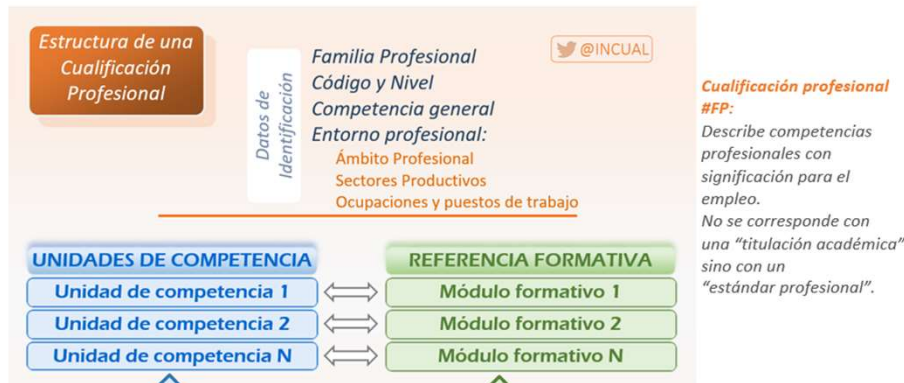 Estructura de una
Cualificación
Profesional
Datos de
Identificación
Familia Profesional
Código y Nivel
Competencia general
Entorno profesional:
Ámbito Profesional
Sectores Productivos
Ocupaciones y puestos de trabajo
@INCUAL
Cualificación profesional
#FP:
Describe competencias
profesionales con
significación para el
empleo.
No se corresponde con
una “titulación académica”
sino con un
“estándar profesional”.
UNIDADES DE COMPETENCIA
REFERENCIA FORMATIVA
Unidad de competencia 1
Módulo formativo 1
Unidad de competencia 2
Módulo formativo 2
Unidad de competencia N
Módulo formativo N